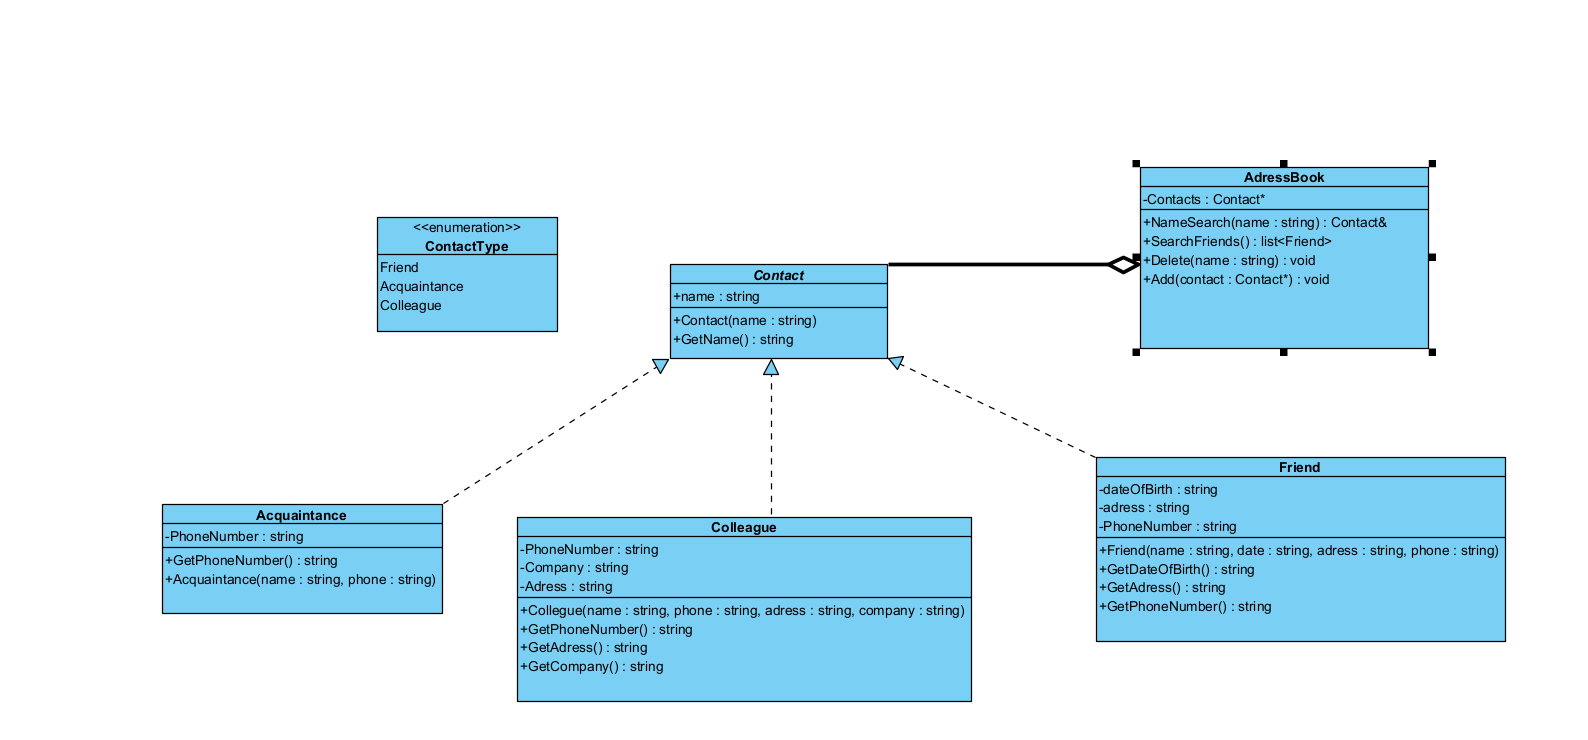 <<enumeration>>
ContactType
Friend
Acquaintance
Colleague
Contact
+name : string
+Contact(name : string)
+GetName() : string
AdressBook
-Contacts : Contact*
+NameSearch(name : string) : Contact&
+SearchFriends() : list<Friend>
+Delete(name : string) : void
+Add(contact : Contact*) : void
Acquaintance
-PhoneNumber : string
+GetPhoneNumber() : string
+Acquaintance(name : string, phone : string)
Colleague
-PhoneNumber : string
-Company : string
-Adress : string
+Collegue(name : string, phone : string, adress : string, company : string)
+GetPhoneNumber() : string
+GetAdress() : string
+GetCompany() : string
Friend
-dateOfBirth : string
-adress : string
-PhoneNumber : string
+Friend(name : string, date : string, adress : string, phone : string)
+GetDateOfBirth() : string
+GetAdress() : string
+GetPhoneNumber() : string